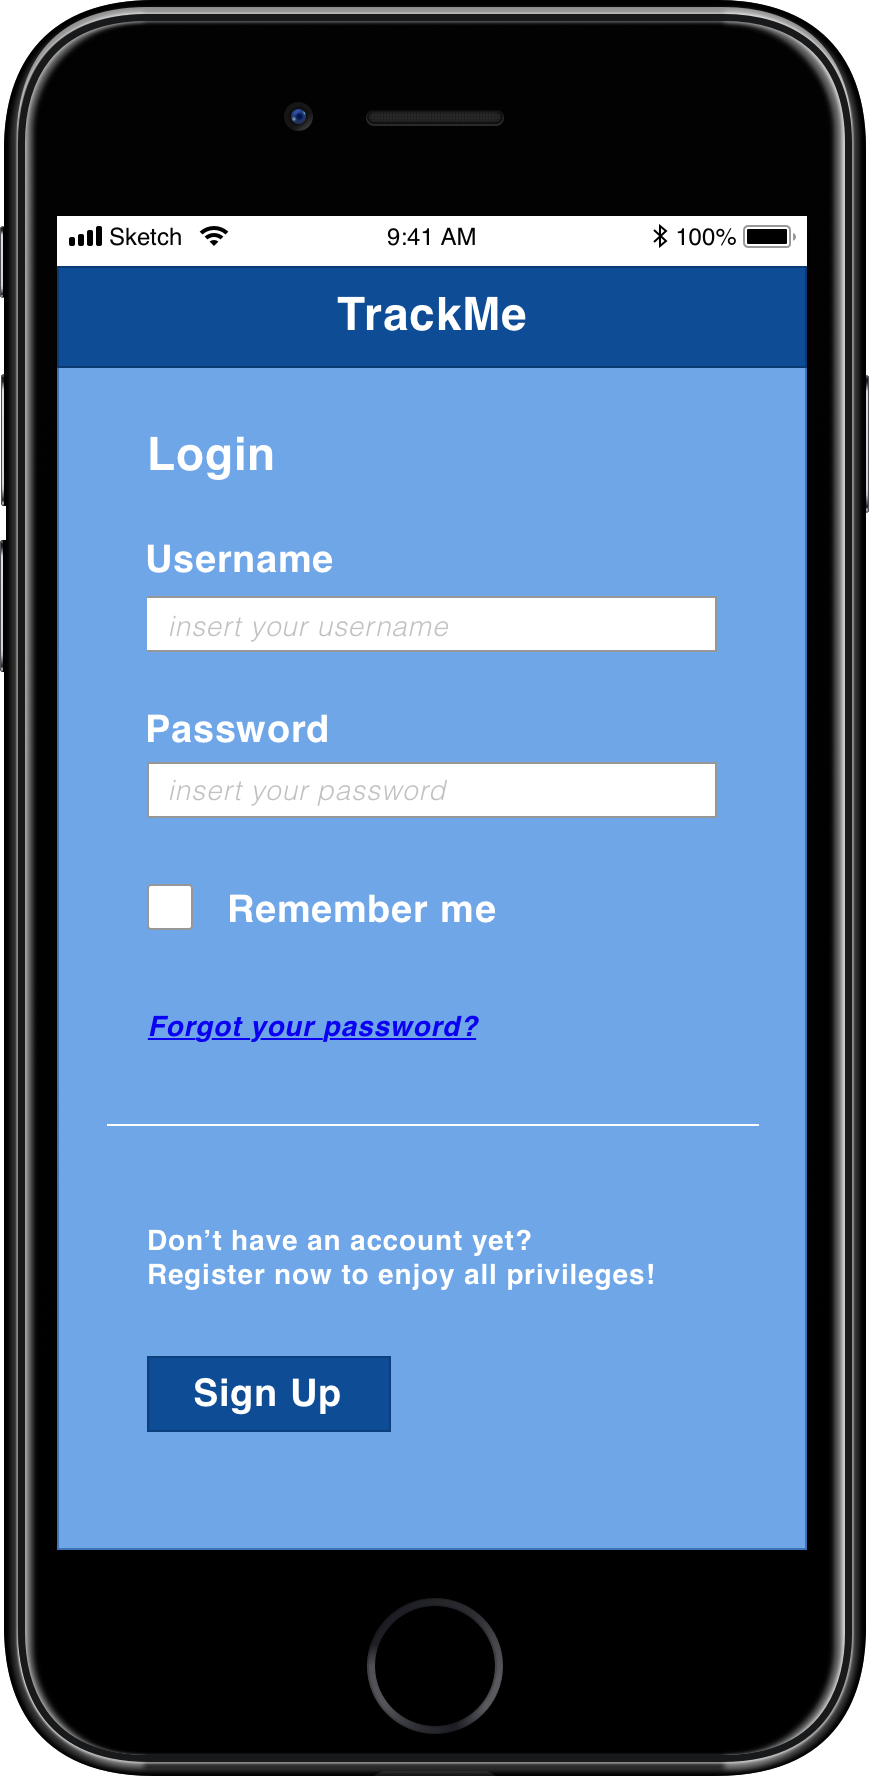 Sketch 9:41 AM 100%
TrackMe
Login
Username
insert your username
Password
insert your password
Remember me
Forgot your password?
Don’t have an account yet?
Register now to enjoy all privileges!
Sign Up